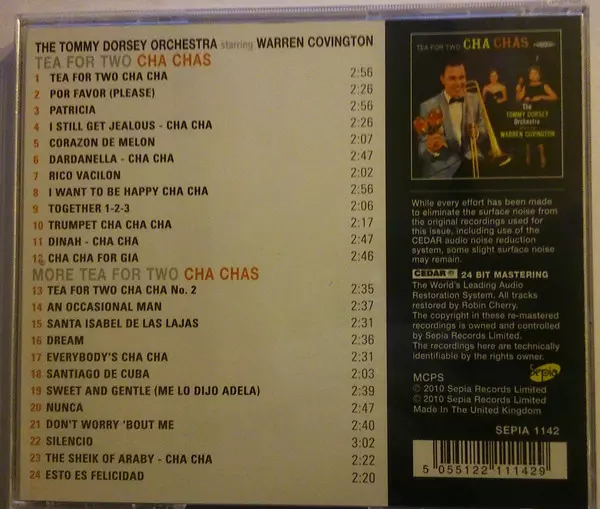 THE TOMMY DORSEY ORCHESTRA starring WARREN COVINGTON
TEA FOR TWO CHA CHAS
1 TEA FOR TWO CHA CHA 2:56
2 POR FAVOR (PLEASE) 2:26
3 PATRICIA 2:56
4 I STILL GET JEALOUS - CHA CHA 2:26
5 CORAZON DE MELON 2:07
6 DARDANELLA - CHA CHA 2:47
7 RICO VACILON 2:02
8 I WANT TO BE HAPPY CHA CHA 2:56
9 TOGETHER 1-2-3 2:06
10 TRUMPET CHA CHA CHA 2:17
11 DINAH - CHA CHA 2:47
12 CHA CHA FOR GIA 2:46
MORE TEA FOR TWO CHA CHAS
13 TEA FOR TWO CHA CHA No. 2 2:35
14 AN OCCASIONAL MAN 2:37
15 SANTA ISABEL DE LAS LAJAS 2:31
16 DREAM 2:36
17 EVERYBODY'S CHA CHA 2:31
18 SANTIAGO DE CUBA 2:03
19 SWEET AND GENTLE (ME LO DIJO ADELA) 2:39
20 NUNCA 2:47
21 DON'T WORRY 'BOUT ME 2:40
22 SILENCIO 3:02
23 THE SHEIK OF ARABY - CHA CHA 2:22
24 ESTO ES FELICIDAD 2:20
TEA FOR TWO CHA CHAS
The
TOMMY DORSEY
Orchestra
WARREN COVINGTON
While every effort has been made
to eliminate the surface noise from
the original recordings used for
this issue, including use of the
CEDAR audio noise reduction
system, some slight surface noise
may remain.
CEDAR 24 BIT MASTERING
The World's Leading Audio
Restoration System. All tracks
restored by Robin Cherry.
The copyright in these re-mastered
recordings is owned and controlled
by Sepia Records Limited.
The recordings here are technically
identifiable by the rights owner.
Sepia
MCPS
℗ 2010 Sepia Records Limited
© 2010 Sepia Records Limited
Made In The United Kingdom
SEPIA 1142
5 055122 111429